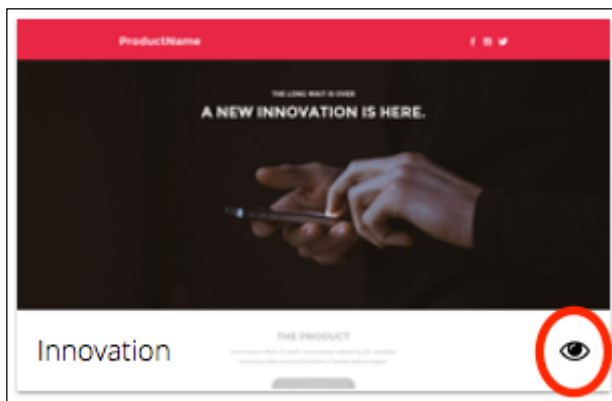 ProductName
THE LONG WAIT IS OVER
A NEW INNOVATION IS HERE.
THE PRODUCT
Innovation